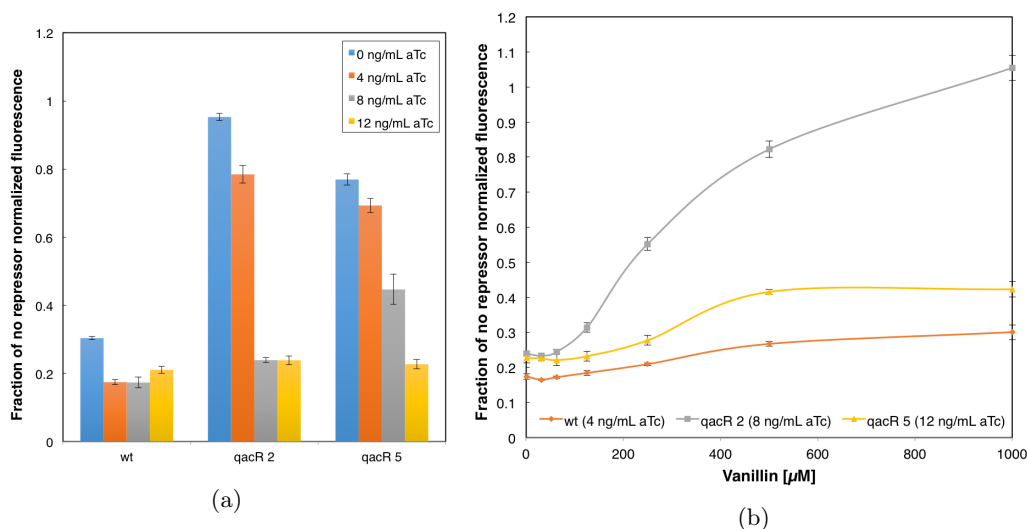 1.2
1
0.8
0.6
0.4
0.2
0
Fraction of no repressor normalized fluorescence
0 ng/mL aTc
4 ng/mL aTc
8 ng/mL aTc
12 ng/mL aTc
wt
qacR 2
qacR 5
(a)
1.2
1.1
1
0.9
0.8
0.7
0.6
0.5
0.4
0.3
0.2
0.1
0
Fraction of no repressor normalized fluorescence
wt (4 ng/mL aTc)
qacR 2 (8 ng/mL aTc)
qacR 5 (12 ng/mL aTc)
0
200
400
600
800
1000
Vanillin [µM]
(b)